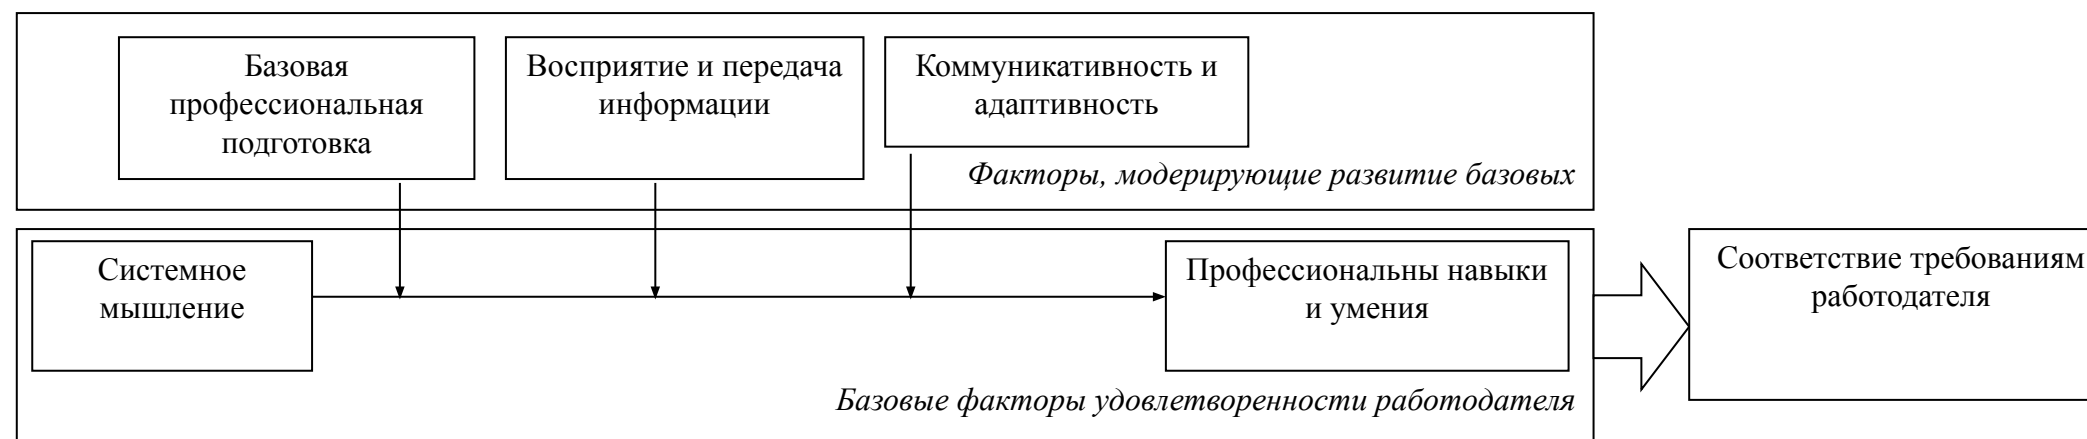 Базовая
профессиональная
подготовка
Восприятие и передача
информации
Коммуникативность и
адаптивность
Факторы, модерирующие развитие базовых
Системное
мышление
Профессиональны навыки
и умения
Базовые факторы удовлетворенности работодателя
Соответствие требованиям
работодателя